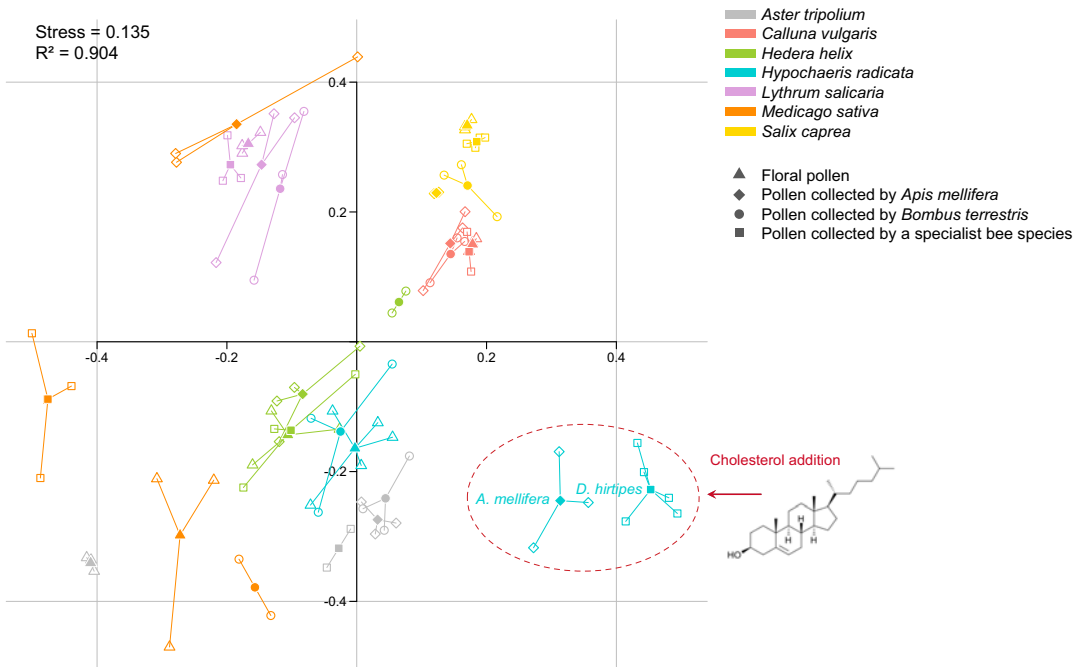 Stress = 0.135
R² = 0.904
Aster tripolium
Calluna vulgaris
Hedera helix
Hypochaeris radicata
Lythrum salicaria
Medicago sativa
Salix caprea
Floral pollen
Pollen collected by Apis mellifera
Pollen collected by Bombus terrestris
Pollen collected by a specialist bee species
0.4
0.2
-0.4
-0.2
0.2
0.4
-0.2
-0.4
Cholesterol addition
A. mellifera
D. hirtipes
H
H
H
HO